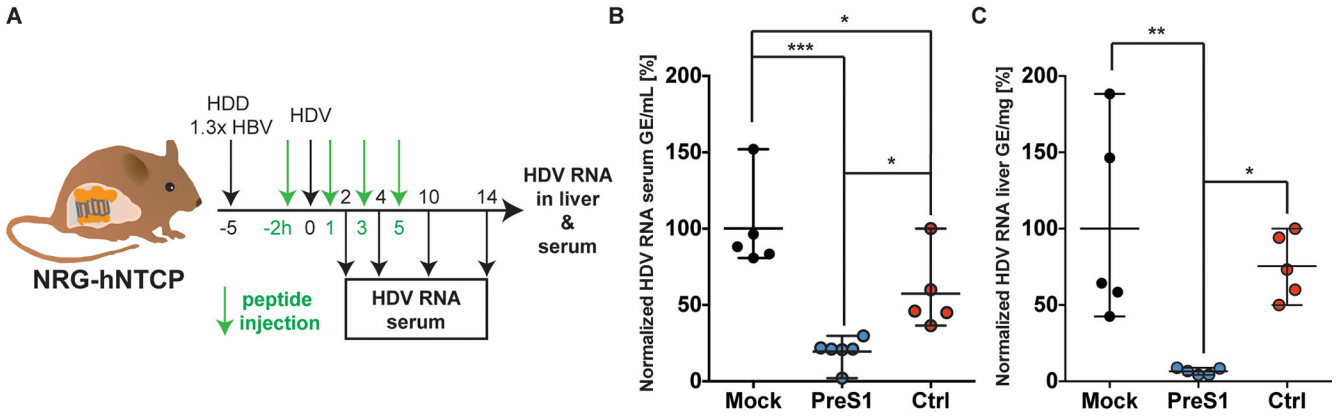 A
HDD
1.3x HBV
HDV
2 4 10 14
-5 -2h 0 1 3 5
HDV RNA
in liver
&
serum
NRG-hNTCP
peptide
injection
HDV RNA
serum
B
Normalized HDV RNA serum GE/mL [%]
*
***
*
200
150
100
50
0
Mock PreS1 Ctrl
C
Normalized HDV RNA liver GE/mg [%]
**
*
200
150
100
50
0
Mock PreS1 Ctrl